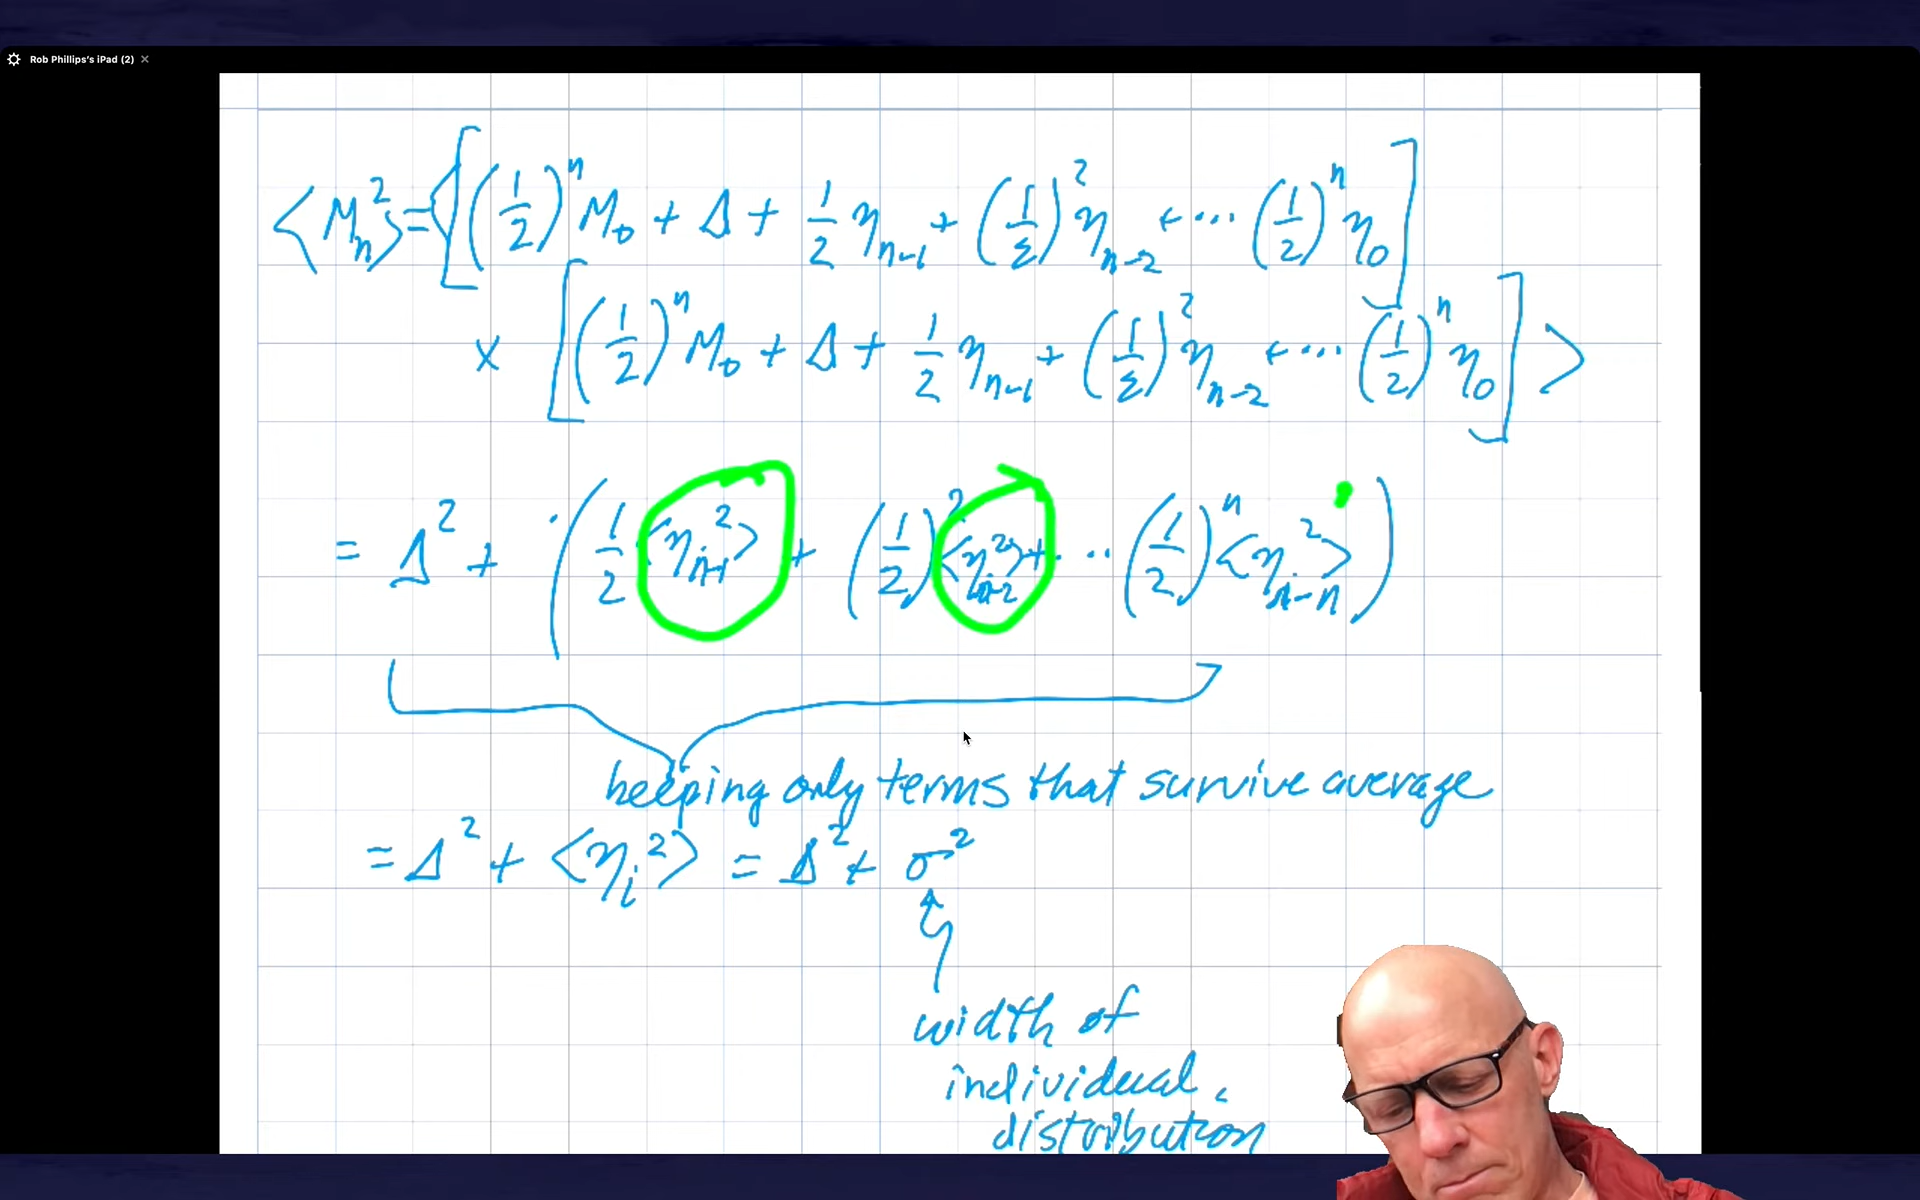 Rob Phillips's iPad (2) ×
⟨M_n^2⟩ = ⟨[(1/2)^n M_0 + Δ + 1/2 η_{n-1} + (1/2)^2 η_{n-2} + ... (1/2)^n η_0]
× [(1/2)^n M_0 + Δ + 1/2 η_{n-1} + (1/2)^2 η_{n-2} + ... (1/2)^n η_0]⟩
= Δ^2 + (1/2 ⟨η_{n-1}^2⟩ + (1/2)^2 ⟨η_{n-2}^2⟩ + ... (1/2)^n ⟨η_{n-n}^2⟩)
keeping only terms that survive average
= Δ^2 + ⟨η_i^2⟩ = Δ^2 + σ^2
width of
individual
distribution